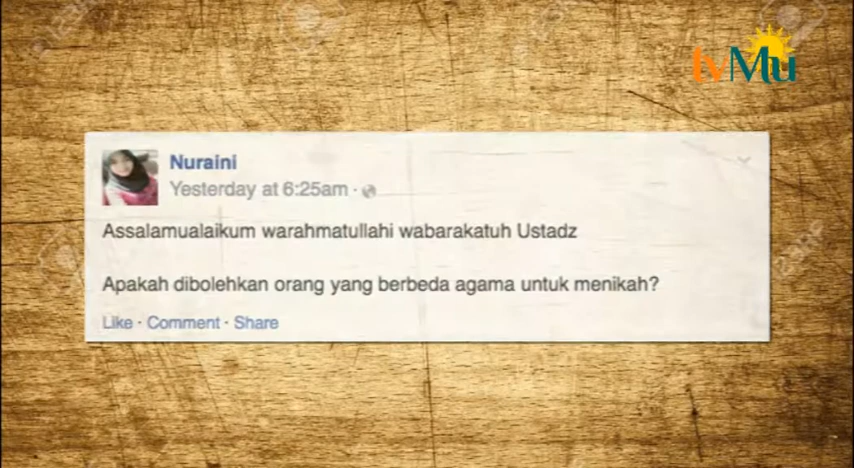 tvMu
Nuraini
Yesterday at 6:25am ·
Assalamualaikum warahmatullahi wabarakatuh Ustadz
Apakah dibolehkan orang yang berbeda agama untuk menikah?
Like · Comment · Share